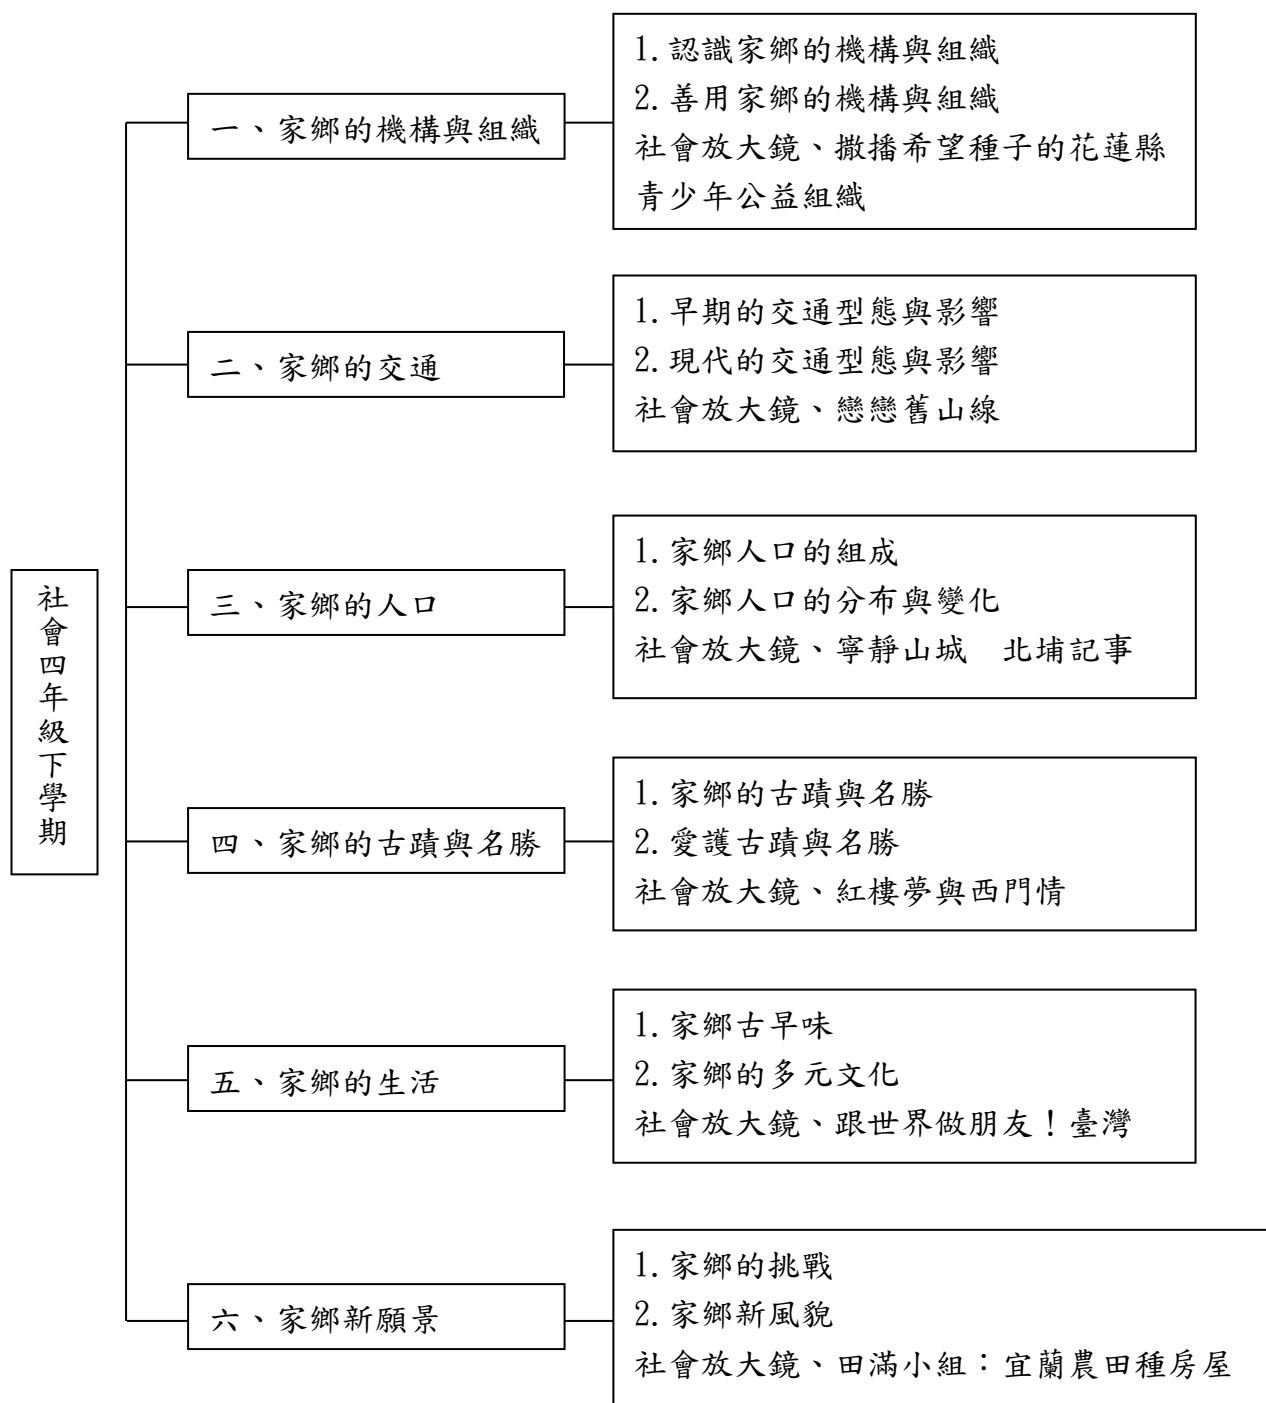 社會四年級下學期
一、家鄉的機構與組織
1.認識家鄉的機構與組織
2.善用家鄉的機構與組織
社會放大鏡、撒播希望種子的花蓮縣
青少年公益組織
二、家鄉的交通
1.早期的交通型態與影響
2.現代的交通型態與影響
社會放大鏡、戀戀舊山線
三、家鄉的人口
1.家鄉人口的組成
2.家鄉人口的分布與變化
社會放大鏡、寧靜山城　北埔記事
四、家鄉的古蹟與名勝
1.家鄉的古蹟與名勝
2.愛護古蹟與名勝
社會放大鏡、紅樓夢與西門情
五、家鄉的生活
1.家鄉古早味
2.家鄉的多元文化
社會放大鏡、跟世界做朋友！臺灣
六、家鄉新願景
1.家鄉的挑戰
2.家鄉新風貌
社會放大鏡、田滿小組：宜蘭農田種房屋